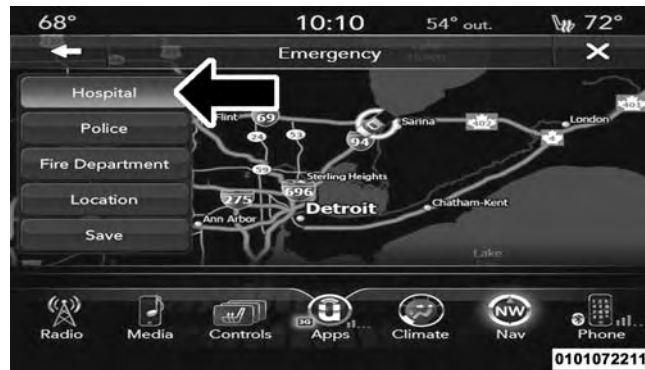 68° 10:10 54° out. 72°
Emergency
Hospital
Police
Fire Department
Location
Save
Flint 69
Sarina
402
London
401
24
53
94
4
59
Sterling Heights
696
275
Detroit
Chatham-Kent
Ann Arbor
Lake
Radio
Media
Controls
3G
Apps
Climate
NW
Nav
Phone
0101072211